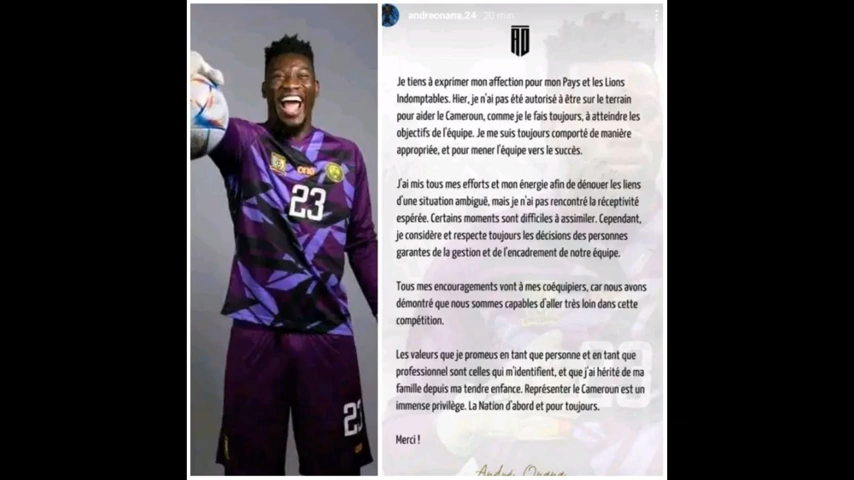 andreonana.24 20 min
one
23
23
Je tiens à exprimer mon affection pour mon Pays et les Lions
Indomptables. Hier, je n'ai pas été autorisé à être sur le terrain
pour aider le Cameroun, comme je le fais toujours, à atteindre les
objectifs de l'équipe. Je me suis toujours comporté de manière
appropriée, et pour mener l'équipe vers le succès.
J'ai mis tous mes efforts et mon énergie afin de dénouer les liens
d'une situation ambiguë, mais je n'ai pas rencontré la réceptivité
espérée. Certains moments sont difficiles à assimiler. Cependant,
je considère et respecte toujours les décisions des personnes
garantes de la gestion et de l'encadrement de notre équipe.
Tous mes encouragements vont à mes coéquipiers, car nous avons
démontré que nous sommes capables d'aller très loin dans cette
compétition.
Les valeurs que je promeus en tant que personne et en tant que
professionnel sont celles qui m'identifient, et que j'ai hérité de ma
famille depuis ma tendre enfance. Représenter le Cameroun est un
immense privilège. La Nation d'abord et pour toujours.
Merci !
André Onana